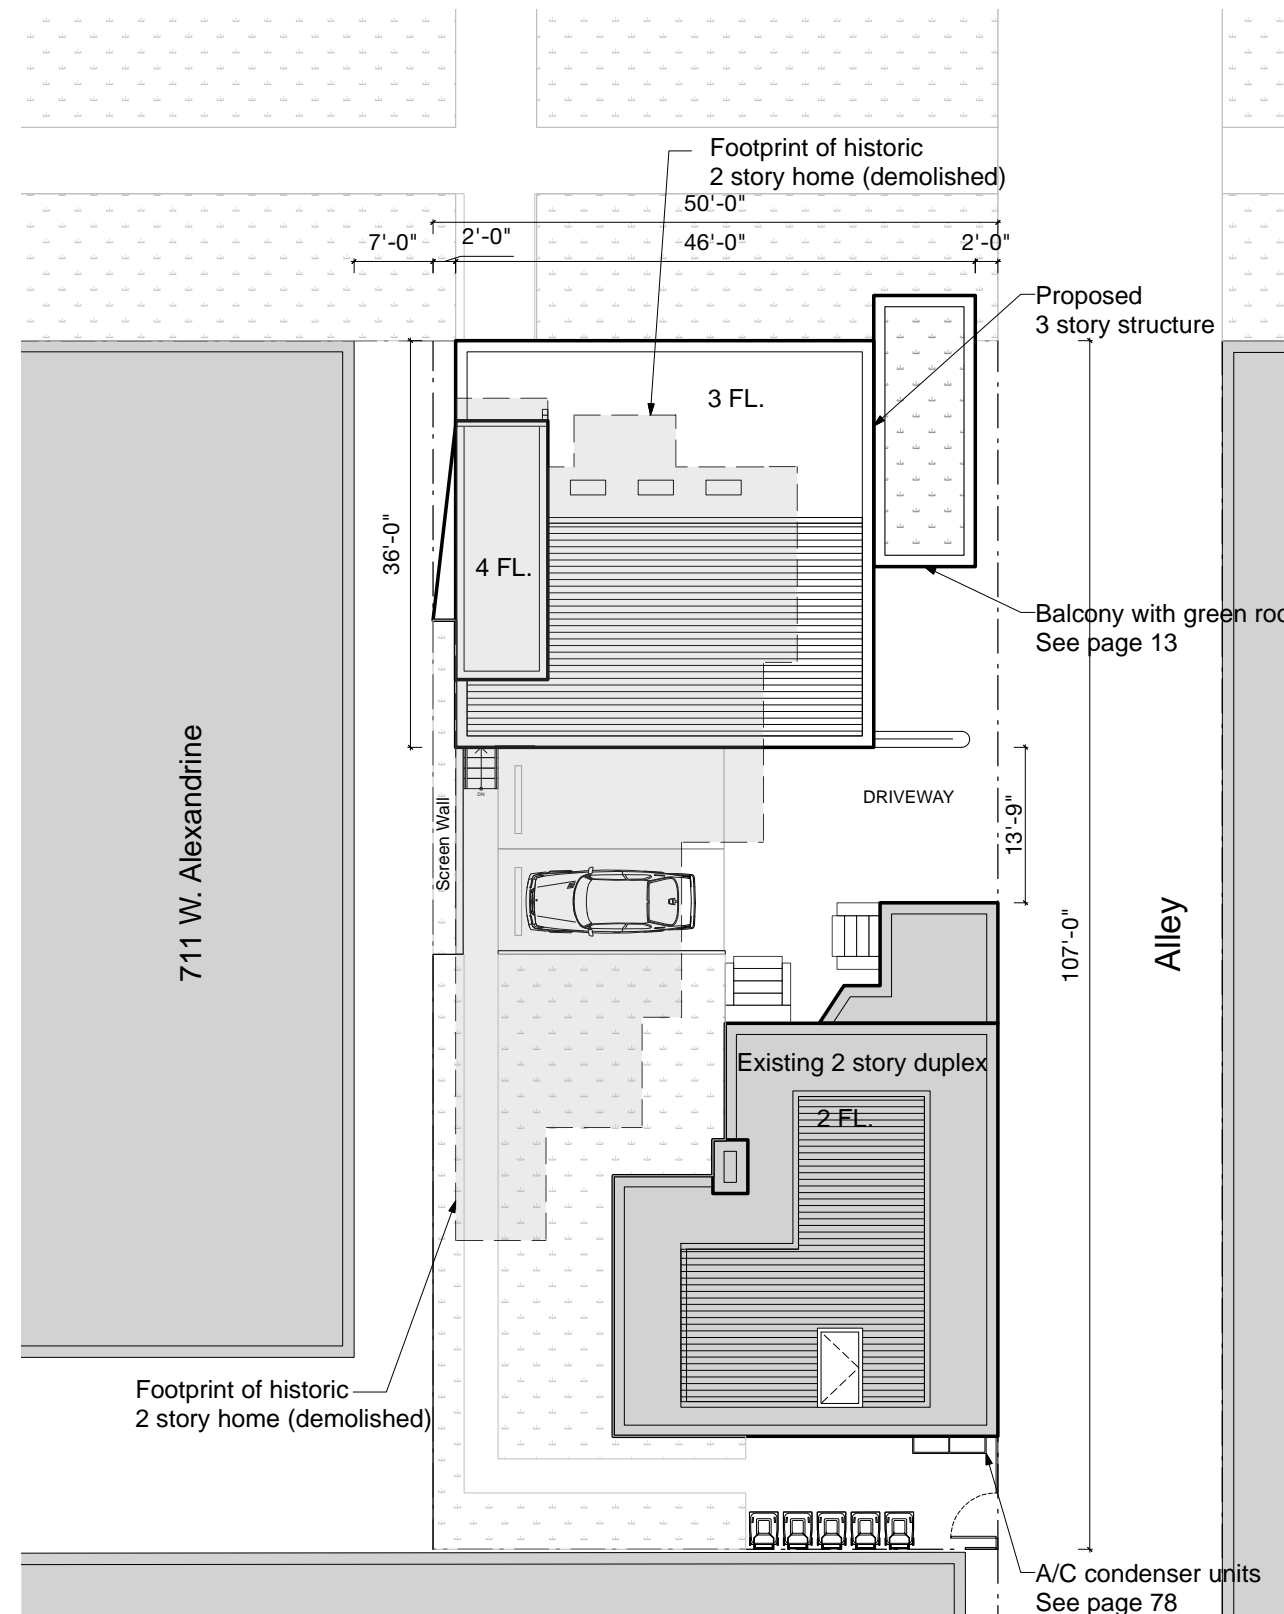 Footprint of historic
2 story home (demolished)
50'-0"
7'-0"
2'-0"
46'-0"
2'-0"
Proposed
3 story structure
3 FL.
36'-0"
4 FL.
Balcony with green
See page 13
711 W. Alexandrine
Screen Wall
DN
DRIVEWAY
13'-9"
107'-0"
Alley
Existing 2 story duplex
2 FL.
Footprint of historic
2 story home (demolished)
A/C condenser units
See page 78